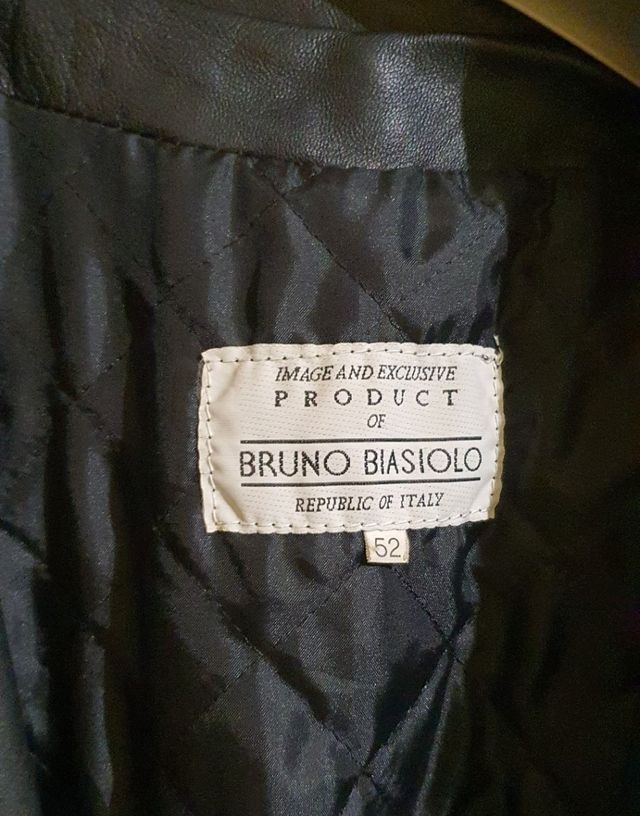 IMAGE AND EXCLUSIVE
PRODUCT
OF
BRUNO BIASIOLO
REPUBLIC OF ITALY
52